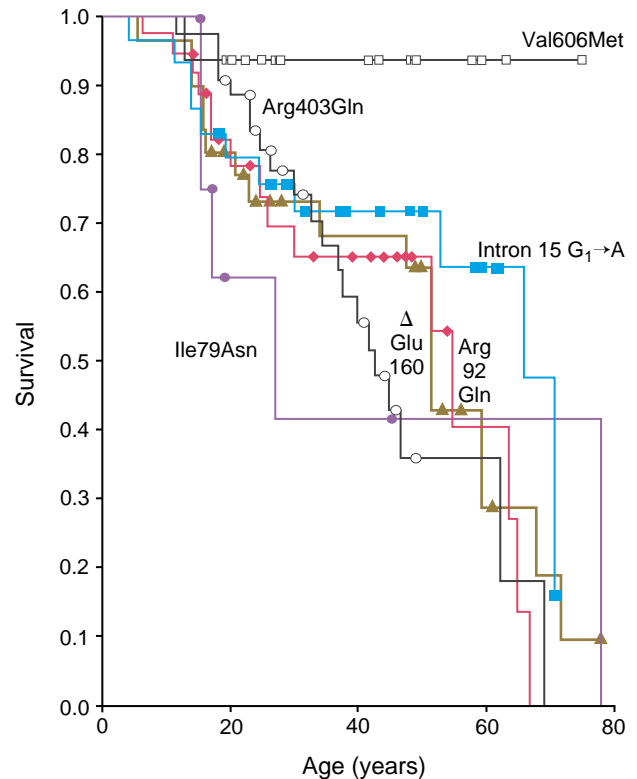 Val606Met
Arg403Gln
Intron 15 G₁→A
Δ
Glu
160
Arg
92
Gln
Ile79Asn
Survival
1.0
0.9
0.8
0.7
0.6
0.5
0.4
0.3
0.2
0.1
0.0
0
20
40
60
80
Age (years)